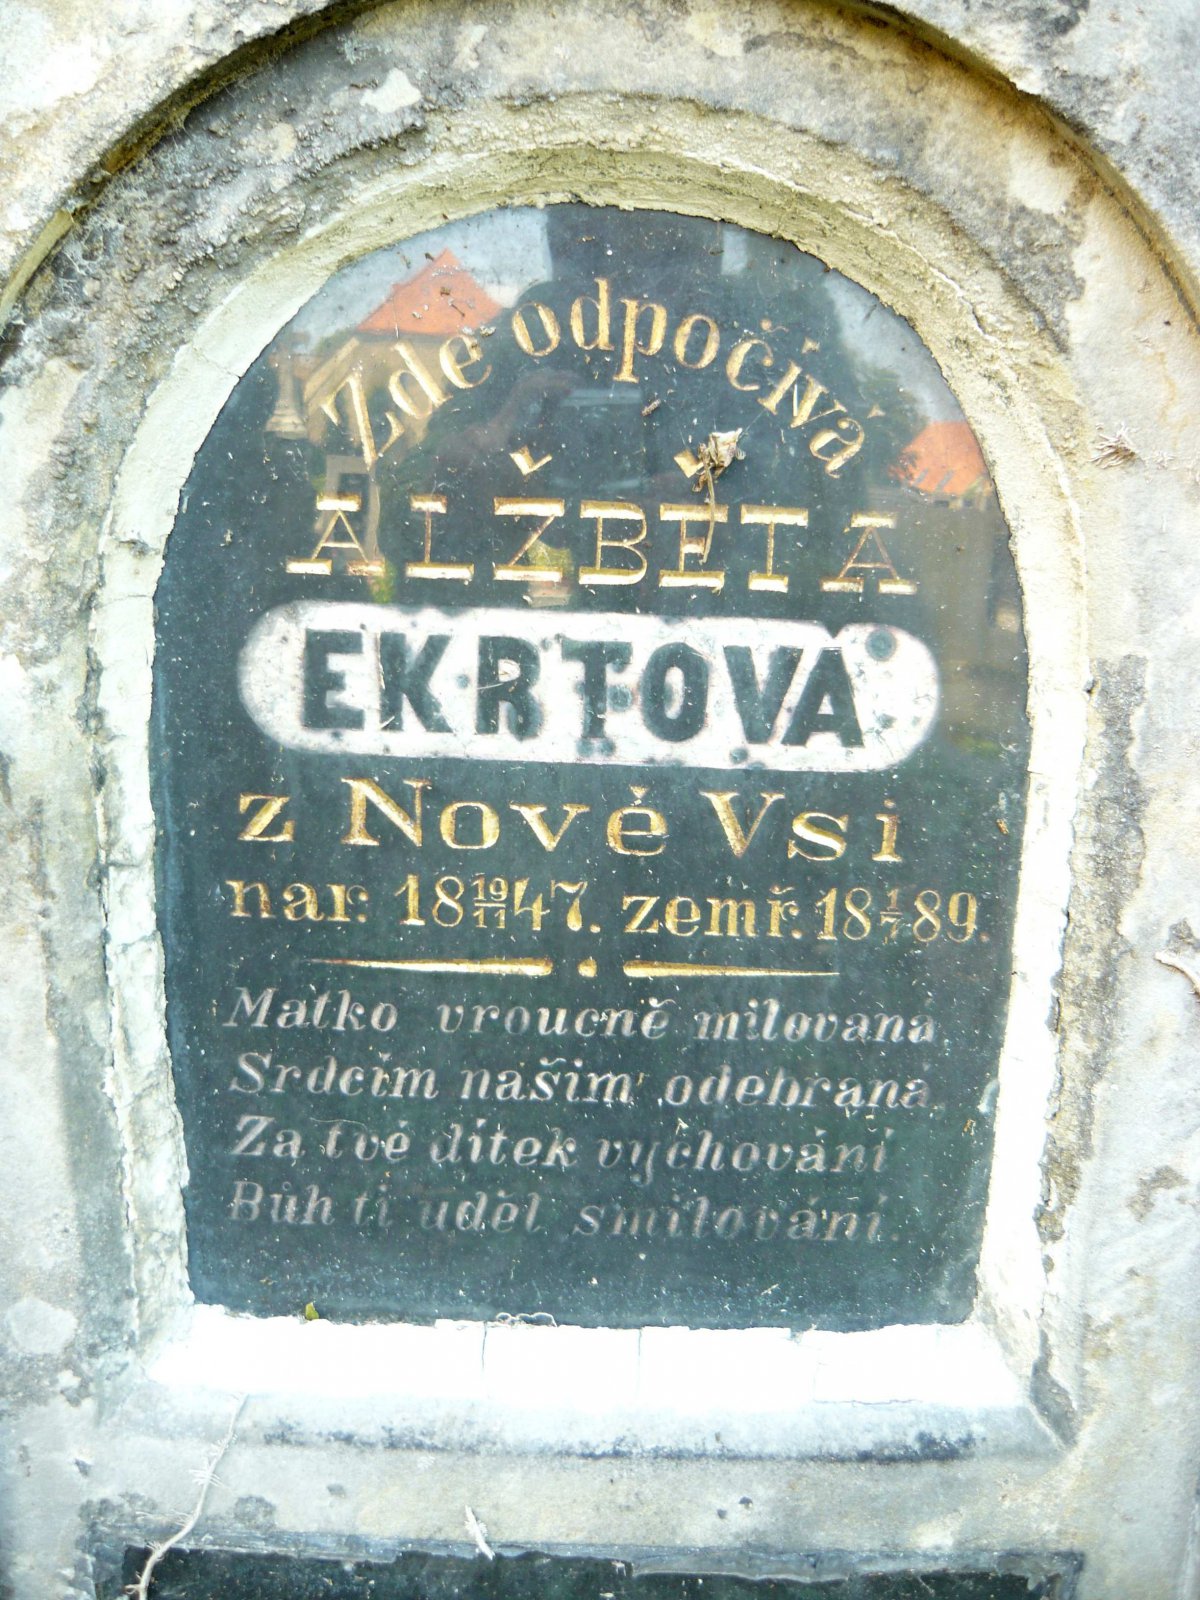 Zde odpočívá
ALŽBĚTA
EKRTOVA
z Nové Vsi
nar. 18 19/11 47. zemř. 18 1/7 89.
Matko vroucně milovaná
Srdcím našim odebraná
Za tvé dítek vychování
Bůh ti uděl smilování.